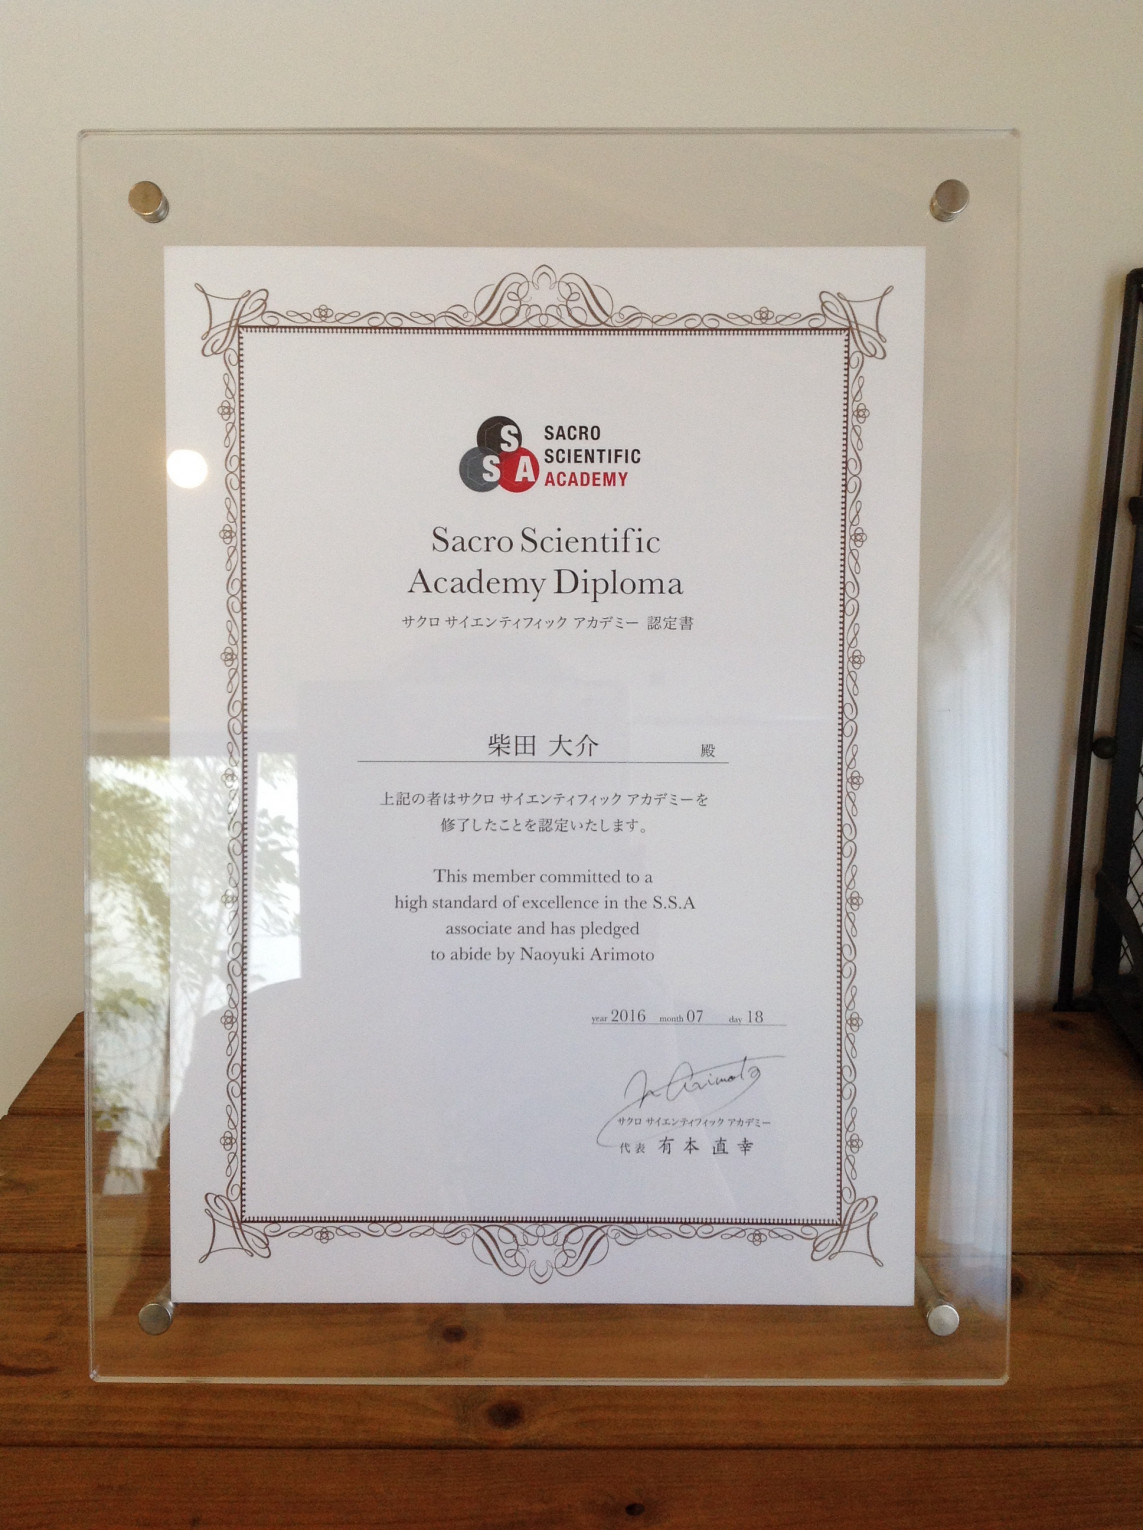 S
S A
SACRO
SCIENTIFIC
ACADEMY
Sacro Scientific
Academy Diploma
サクロ サイエンティフィック アカデミー 認定書
柴田 大介 殿
上記の者はサクロ サイエンティフィック アカデミーを
修了したことを認定いたします。
This member committed to a
high standard of excellence in the S.S.A
associate and has pledged
to abide by Naoyuki Arimoto
year 2016 month 07 day 18
N Arimoto
サクロ サイエンティフィック アカデミー
代表 有本直幸